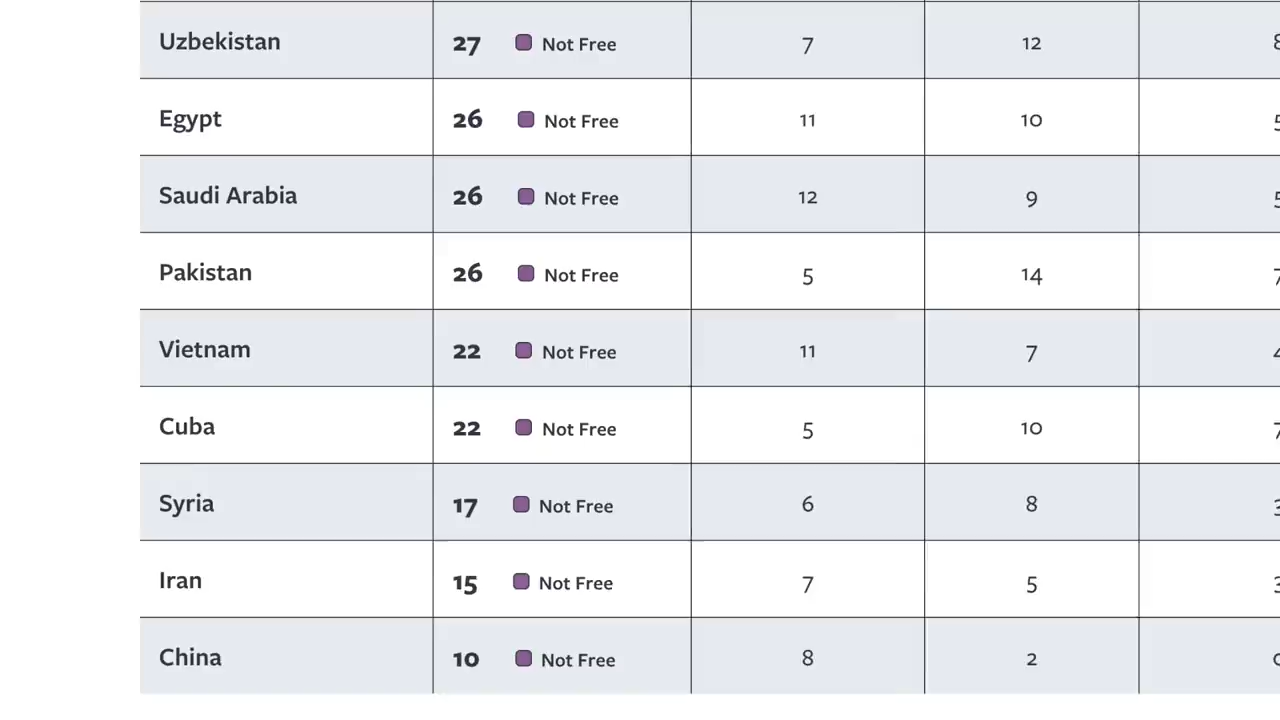 Uzbekistan 27 Not Free 7 12
Egypt 26 Not Free 11 10
Saudi Arabia 26 Not Free 12 9
Pakistan 26 Not Free 5 14
Vietnam 22 Not Free 11 7
Cuba 22 Not Free 5 10
Syria 17 Not Free 6 8
Iran 15 Not Free 7 5
China 10 Not Free 8 2